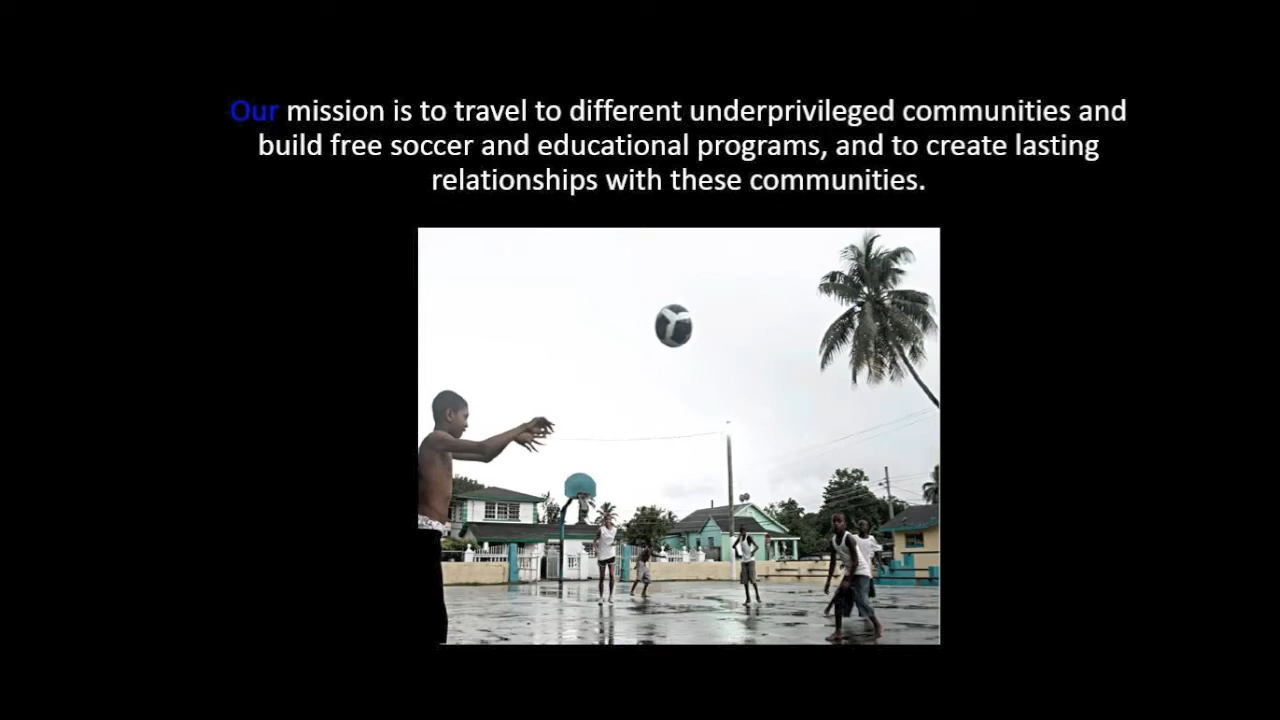 Our mission is to travel to different underprivileged communities and
build free soccer and educational programs, and to create lasting
relationships with these communities.